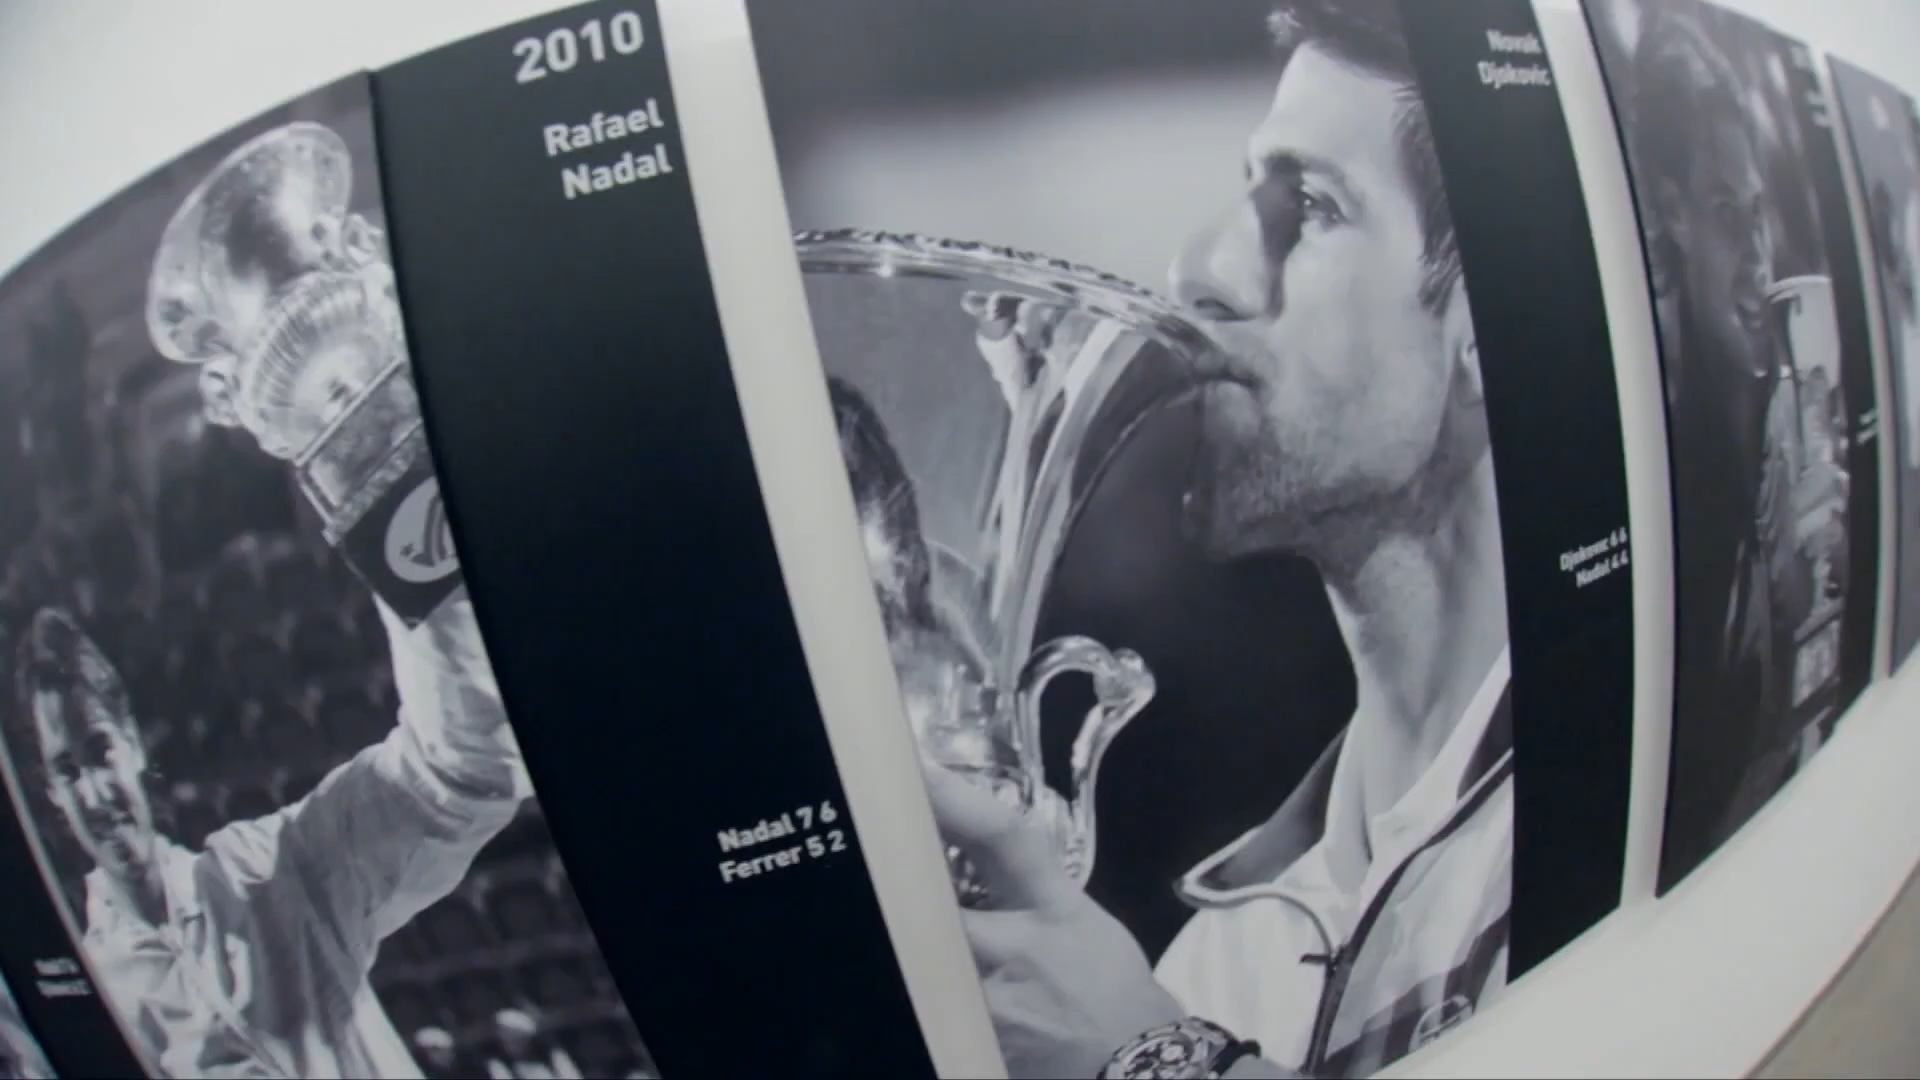 2010
Rafael
Nadal
Nadal 7 6
Ferrer 5 2
Novak
Djokovic
Djokovic 6 6
Nadal 4 4